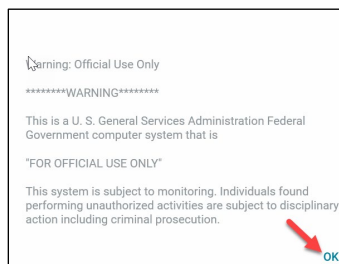 Warning: Official Use Only
********WARNING********
This is a U. S. General Services Administration Federal
Government computer system that is
"FOR OFFICIAL USE ONLY"
This system is subject to monitoring. Individuals found
performing unauthorized activities are subject to disciplinary
action including criminal prosecution.
OK